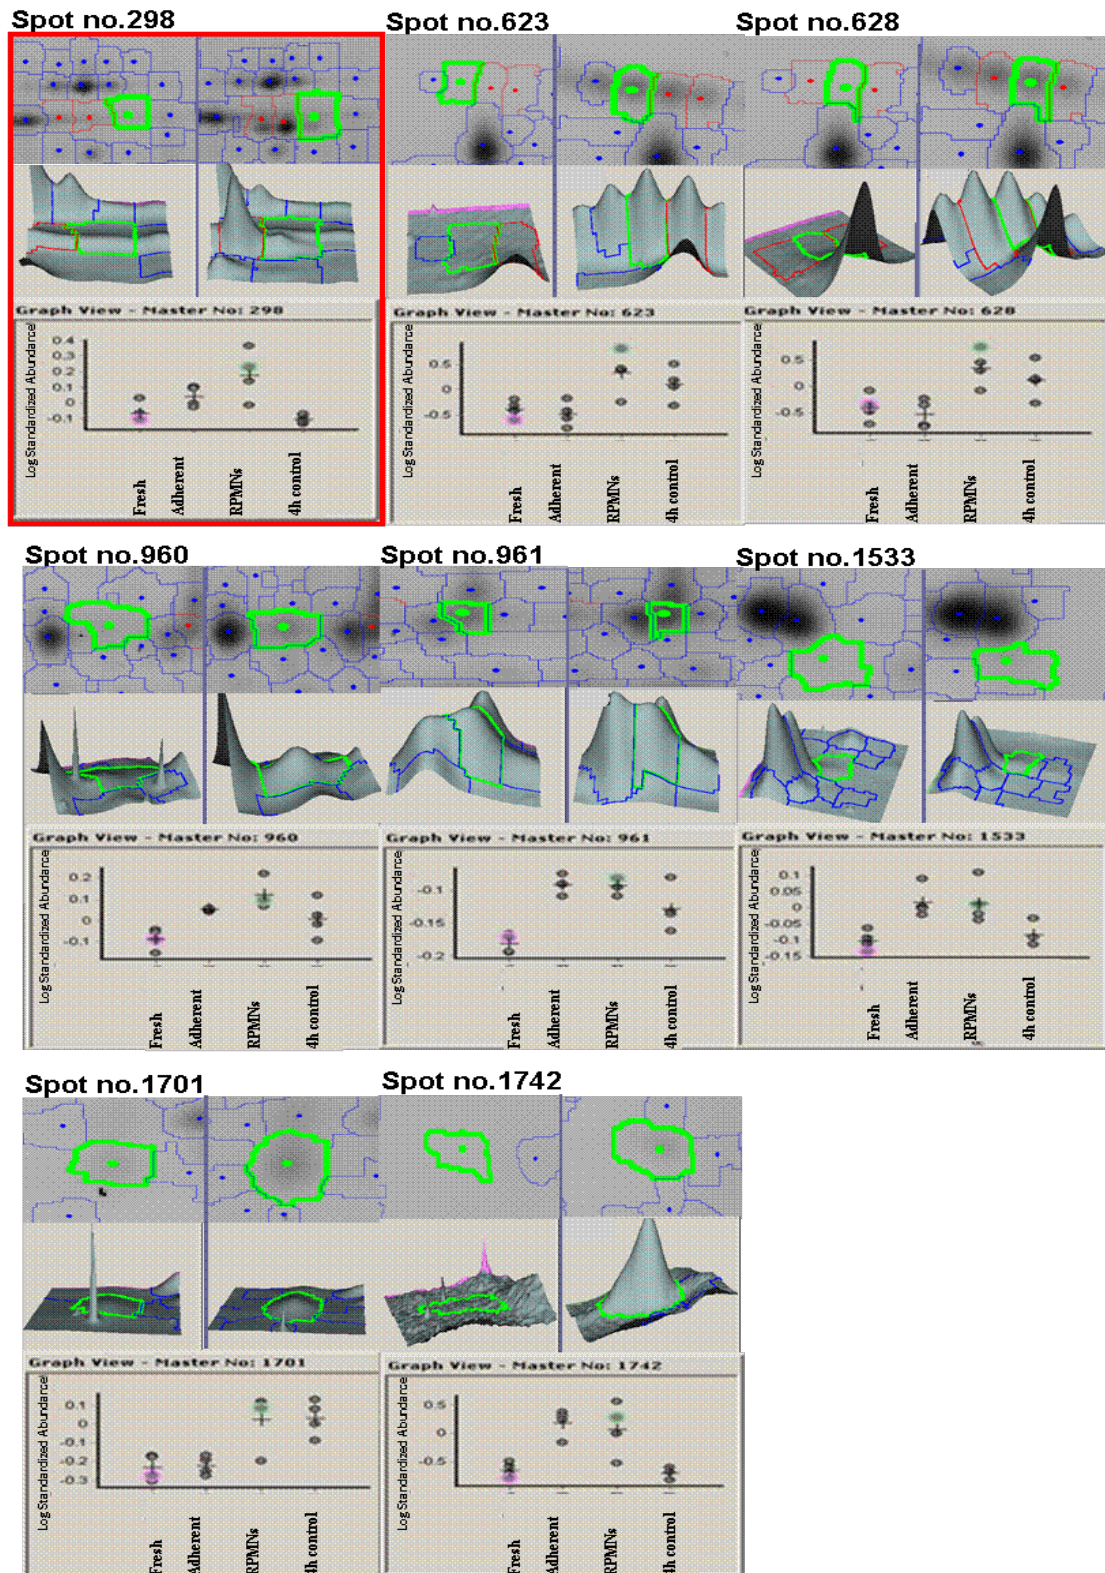 Spot no.298
Spot no.623
Spot no.628
Graph View - Master No: 298
Graph View - Master No: 623
Graph View - Master No: 628
Log Standardized Abundance
0.4
0.3
0.2
0.1
0
-0.1
Fresh
Adherent
RPMNs
4h control
Log Standardized Abundance
0.5
0
-0.5
Fresh
Adherent
RPMNs
4h control
Log Standardized Abundance
0.5
0
-0.5
Fresh
Adherent
RPMNs
4h control
Spot no.960
Spot no.961
Spot no.1533
Graph View - Master No: 960
Graph View - Master No: 961
Graph View - Master No: 1533
Log Standardized Abundance
0.2
0.1
0
-0.1
Fresh
Adherent
RPMNs
4h control
Log Standardized Abundance
-0.1
-0.15
-0.2
Fresh
Adherent
RPMNs
4h control
Log Standardized Abundance
0.1
0.05
0
-0.05
-0.1
-0.15
Fresh
Adherent
RPMNs
4h control
Spot no.1701
Spot no.1742
Graph View - Master No: 1701
Graph View - Master No: 1742
Log Standardized Abundance
0.1
0
-0.1
-0.2
-0.3
Fresh
Adherent
RPMNs
4h control
Log Standardized Abundance
0.5
0
-0.5
Fresh
Adherent
RPMNs
4h control